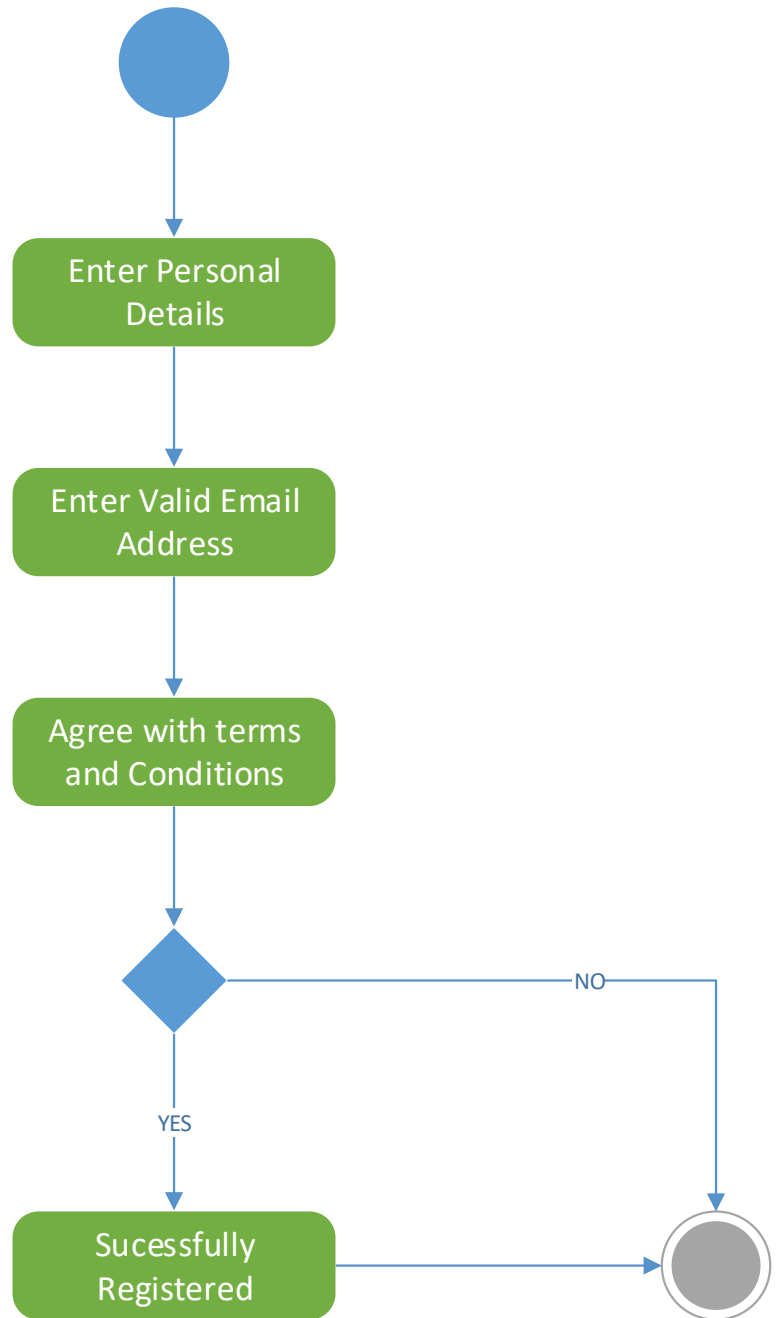 Enter Personal
Details
Enter Valid Email
Address
Agree with terms
and Conditions
NO
YES
Sucessfully
Registered